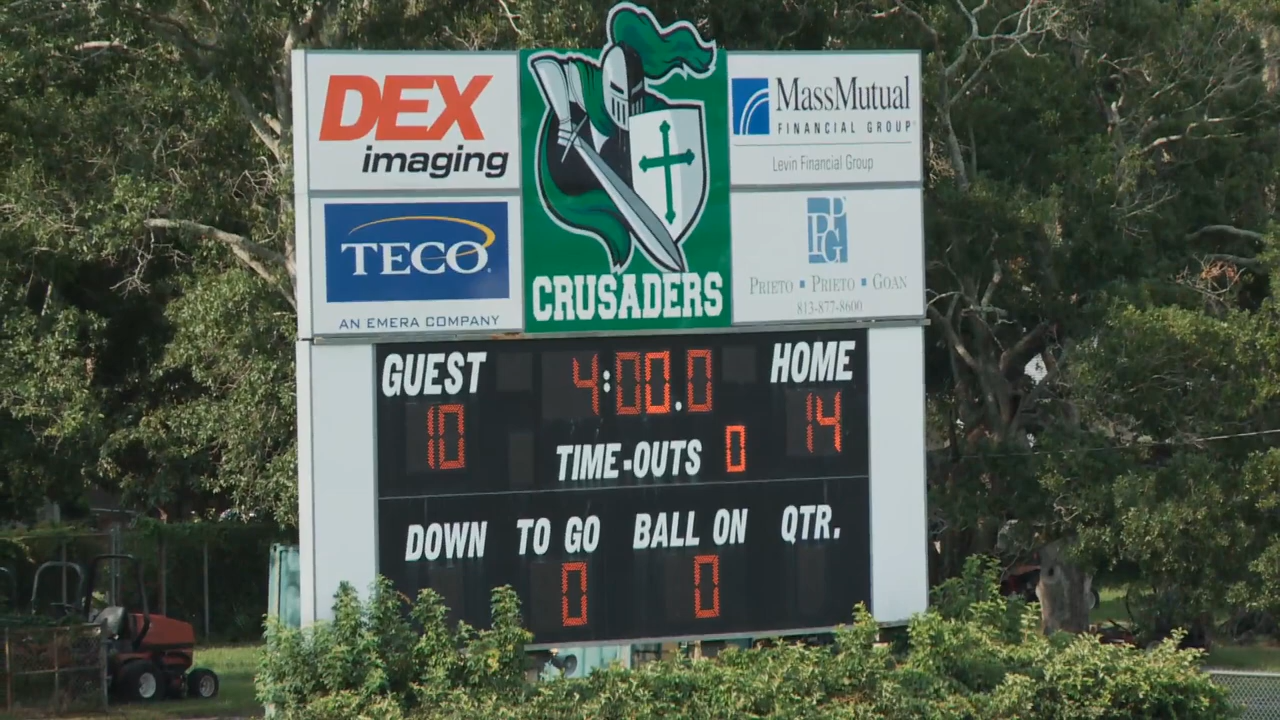 DEX
imaging
TECO
AN EMERA COMPANY
CRUSADERS
MassMutual
FINANCIAL GROUP
Levin Financial Group
PPG
PRIETO ▪ PRIETO ▪ GOAN
813-877-8600
GUEST 4:00.0 HOME
10 14
TIME-OUTS 0
DOWN TO GO BALL ON QTR.
0 0